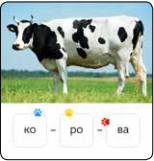 ко - ро - ва